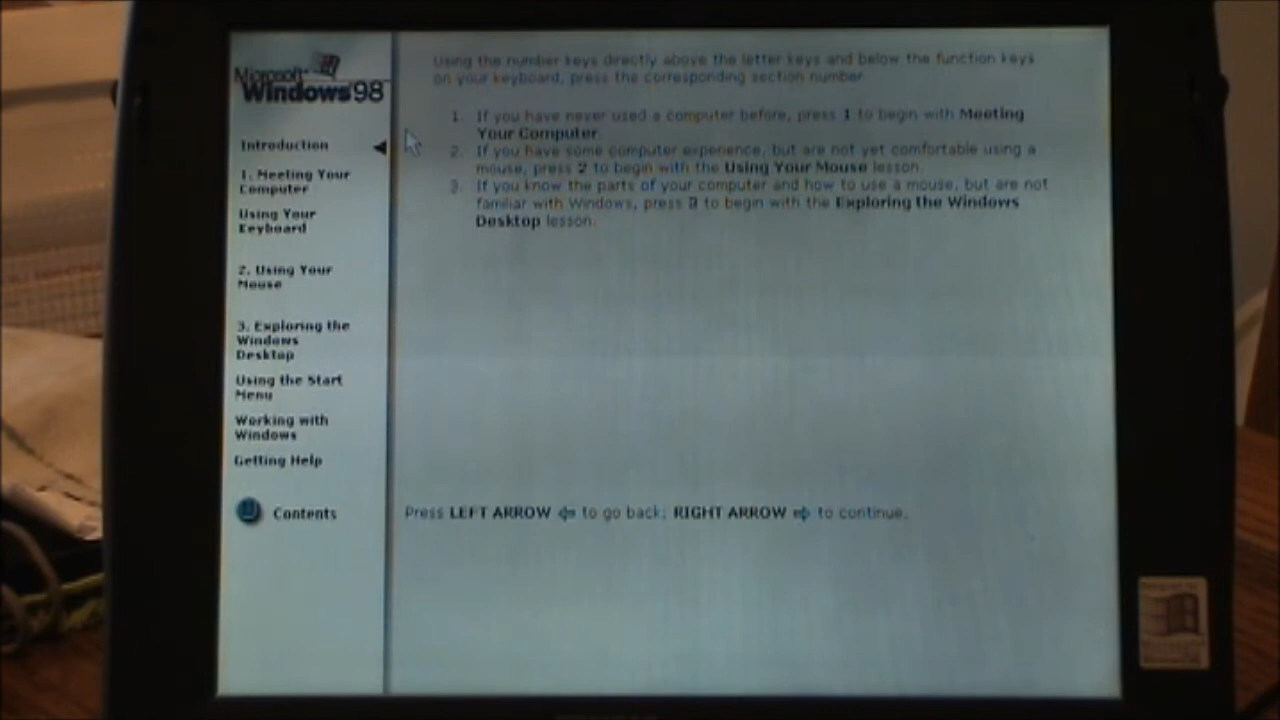 Microsoft
Windows 98
Introduction
1. Meeting Your
Computer
Using Your
Keyboard
2. Using Your
Mouse
3. Exploring the
Windows
Desktop
Using the Start
Menu
Working with
Windows
Getting Help
Contents
Using the number keys directly above the letter keys and below the function keys
on your keyboard, press the corresponding section number.
1. If you have never used a computer before, press 1 to begin with Meeting
Your Computer.
2. If you have some computer experience, but are not yet comfortable using a
mouse, press 2 to begin with the Using Your Mouse lesson.
3. If you know the parts of your computer and how to use a mouse, but are not
familiar with Windows, press 3 to begin with the Exploring the Windows
Desktop lesson.
Press LEFT ARROW to go back; RIGHT ARROW to continue.